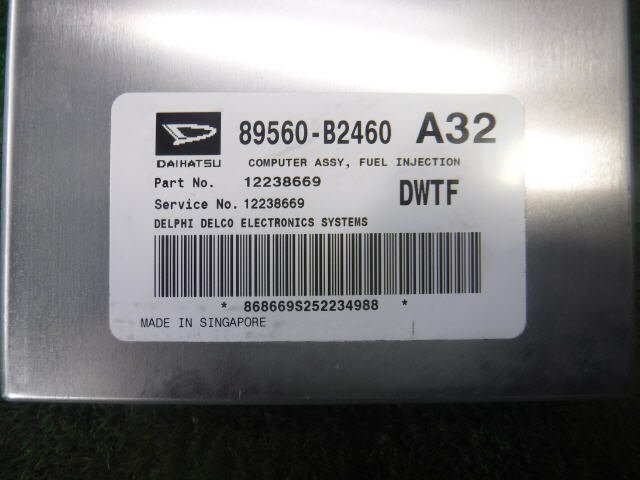 89560-B2460 A32
DAIHATSU COMPUTER ASSY, FUEL INJECTION
Part No. 12238669 DWTF
Service No. 12238669
DELPHI DELCO ELECTRONICS SYSTEMS
* 868669S252234988 *
MADE IN SINGAPORE